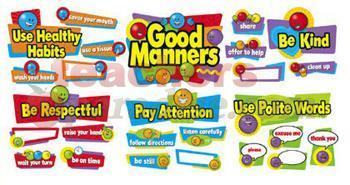 cover your mouth
Use Healthy
Habits
use a tissue
wash your hands
Good
Manners
share
Be Kind
offer to help
clean up
Be Respectful
raise your hand
wait your turn
be on time
Pay Attention
listen carefully
follow directions
be still
Use Polite Words
excuse me
thank you
please